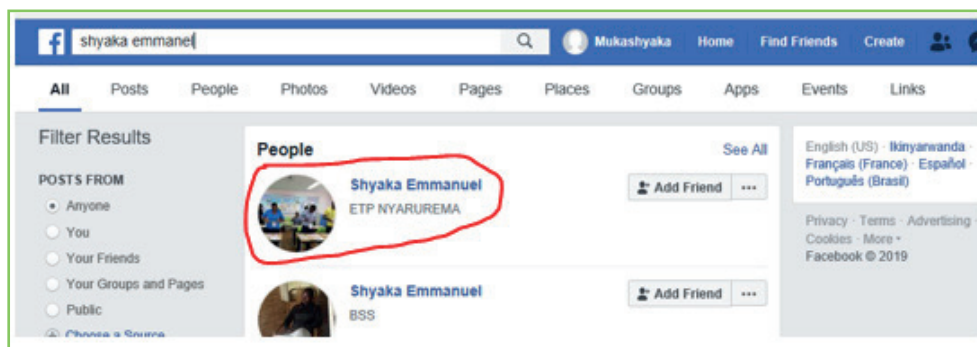 f shyaka emmanel Mukashyaka Home Find Friends Create
All Posts People Photos Videos Pages Places Groups Apps Events Links
Filter Results
POSTS FROM
Anyone
You
Your Friends
Your Groups and Pages
Public
Choose a Source
People See All
Shyaka Emmanuel
ETP NYARUREMA
Add Friend
Shyaka Emmanuel
BSS
Add Friend
English (US) · Ikinyarwanda ·
Français (France) · Español ·
Português (Brasil)
Privacy · Terms · Advertising ·
Cookies · More
Facebook © 2019